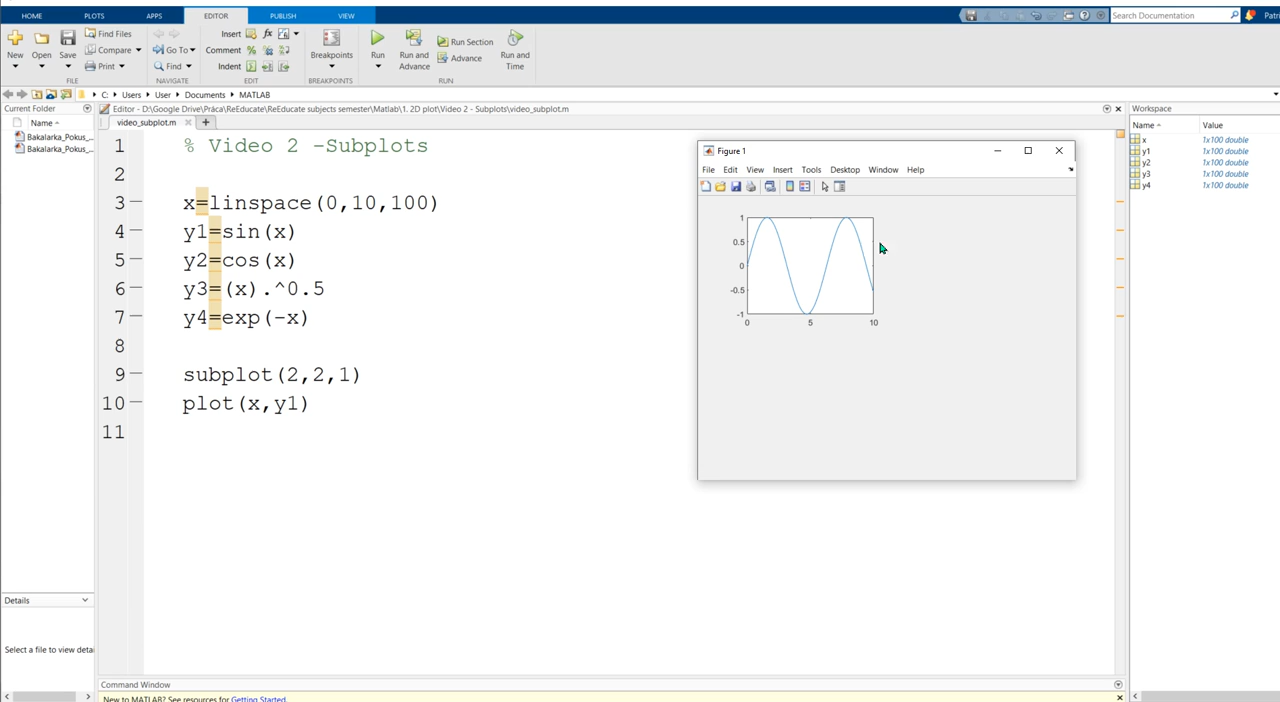 HOME PLOTS APPS EDITOR PUBLISH VIEW Search Documentation Patri
New Open Save Find Files Compare Print Go To Find Insert fx Comment % Indent Breakpoints Run Run and Advance Run Section Advance Run and Time
FILE NAVIGATE EDIT BREAKPOINTS RUN
C: Users User Documents MATLAB
Current Folder
Name
Bakalarka_Pokus_...
Bakalarka_Pokus_...
Details
Select a file to view detai
Editor - D:\Google Drive\Práca\ReEducate\ReEducate subjects semester\Matlab\1. 2D plot\Video 2 - Subplots\video_subplot.m
video_subplot.m
1 % Video 2 -Subplots
2
3 x=linspace(0,10,100)
4 y1=sin(x)
5 y2=cos(x)
6 y3=(x).^0.5
7 y4=exp(-x)
8
9 subplot(2,2,1)
10 plot(x,y1)
11
Figure 1
File Edit View Insert Tools Desktop Window Help
1
0.5
0
-0.5
-1
0 5 10
Workspace
Name Value
x 1x100 double
y1 1x100 double
y2 1x100 double
y3 1x100 double
y4 1x100 double
Command Window
New to MATLAB? See resources for Getting Started.